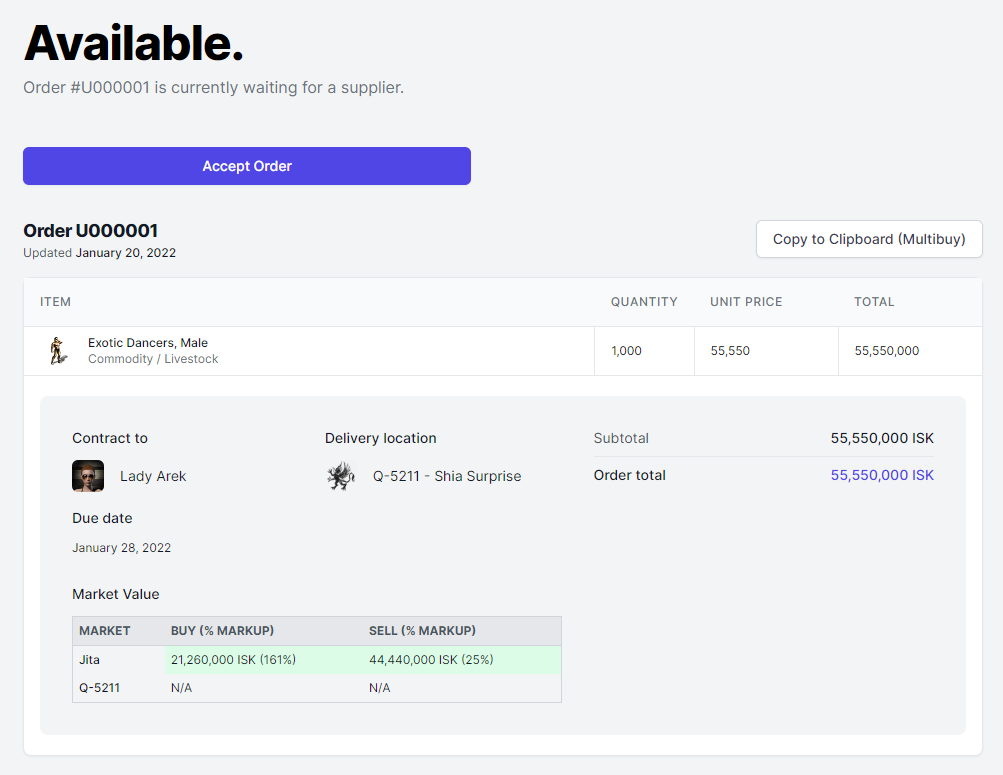 Available.
Order #U000001 is currently waiting for a supplier.
Accept Order
Order U000001
Updated January 20, 2022
Copy to Clipboard (Multibuy)
ITEM QUANTITY UNIT PRICE TOTAL
Exotic Dancers, Male
Commodity / Livestock
1,000 55,550 55,550,000
Contract to
Lady Arek
Delivery location
Q-5211 - Shia Surprise
Subtotal 55,550,000 ISK
Order total 55,550,000 ISK
Due date
January 28, 2022
Market Value
MARKET BUY (% MARKUP) SELL (% MARKUP)
Jita 21,260,000 ISK (161%) 44,440,000 ISK (25%)
Q-5211 N/A N/A